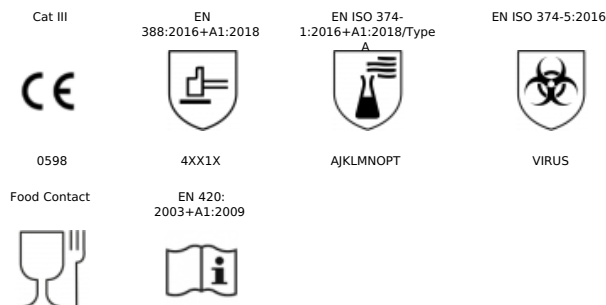 Cat III
EN
388:2016+A1:2018
EN ISO 374-
1:2016+A1:2018/Type
A
EN ISO 374-5:2016
CE
0598
4XX1X
AJKLMNOPT
VIRUS
Food Contact
EN 420:
2003+A1:2009
i